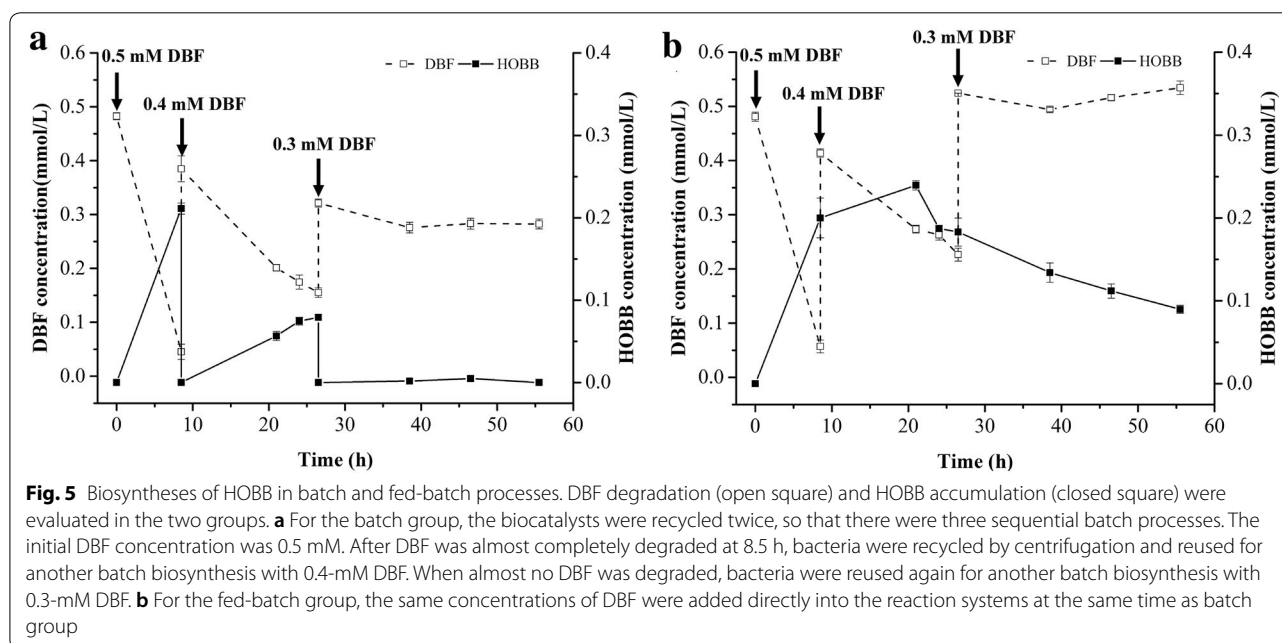 a
0.5 mM DBF
0.4 mM DBF
0.3 mM DBF
DBF HOBB
DBF concentration(mmol/L)
0.6
0.5
0.4
0.3
0.2
0.1
0.0
HOBB concentration (mmol/L)
0.4
0.3
0.2
0.1
0.0
0 10 20 30 40 50 60
Time (h)
b
0.5 mM DBF
0.4 mM DBF
0.3 mM DBF
DBF HOBB
DBF concentration (mmol/L)
0.6
0.5
0.4
0.3
0.2
0.1
0.0
HOBB concentration (mmol/L)
0.4
0.3
0.2
0.1
0.0
0 10 20 30 40 50 60
Time (h)
Fig. 5 Biosyntheses of HOBB in batch and fed-batch processes. DBF degradation (open square) and HOBB accumulation (closed square) were
evaluated in the two groups. a For the batch group, the biocatalysts were recycled twice, so that there were three sequential batch processes. The
initial DBF concentration was 0.5 mM. After DBF was almost completely degraded at 8.5 h, bacteria were recycled by centrifugation and reused for
another batch biosynthesis with 0.4-mM DBF. When almost no DBF was degraded, bacteria were reused again for another batch biosynthesis with
0.3-mM DBF. b For the fed-batch group, the same concentrations of DBF were added directly into the reaction systems at the same time as batch
group